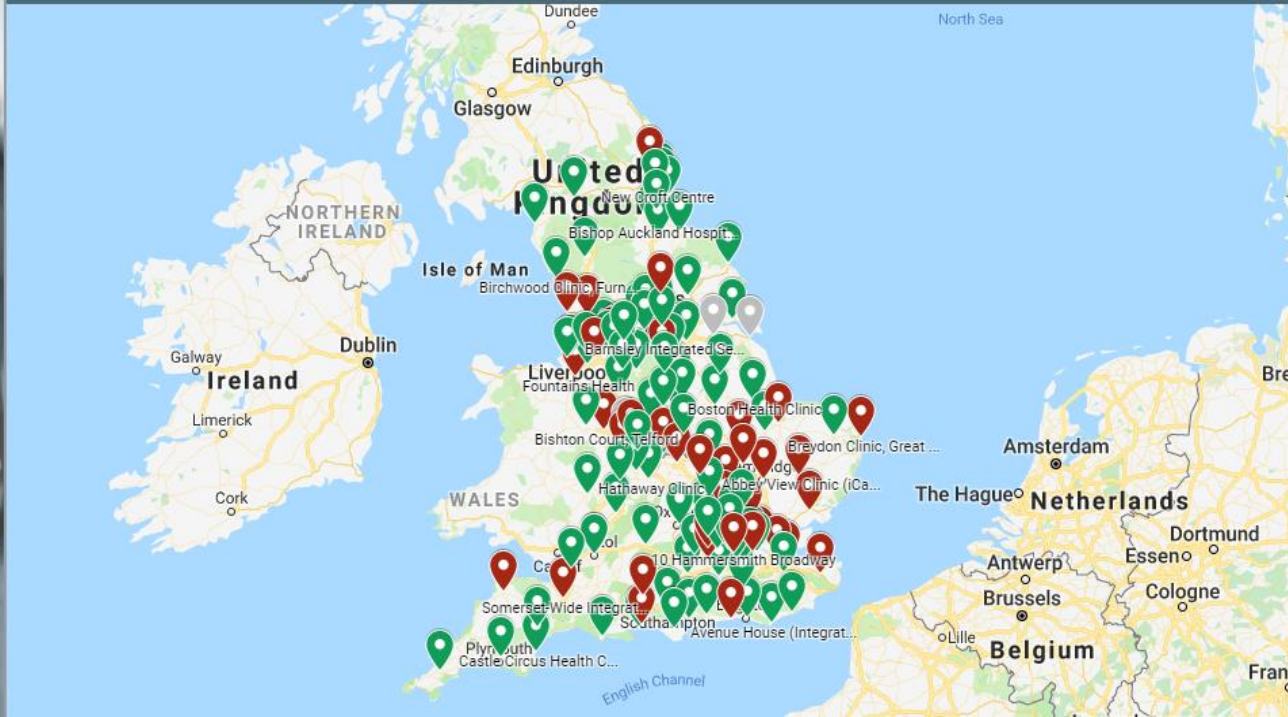 Dundee
North Sea
Edinburgh
Glasgow
United
Kingdom
New Croft Centre
NORTHERN
IRELAND
Bishop Auckland Hospit...
Isle of Man
Birchwood Clinic, Furn...
Dublin
Galway
Ireland
Barnsley Integrated Se...
Liverpool
Fountains Health
Limerick
Boston Health Clinic
Bishton Court, Telford
Breydon Clinic, Great ...
Amsterdam
WALES
Hathaway Clinic
Abbey View Clinic (iCa...
The Hague
Netherlands
Cork
Dortmund
Essen
10 Hammersmith Broadway
Antwerp
Cologne
Brussels
Somerset-Wide Integrat...
Southampton
Avenue House (Integrat...
Lille
Belgium
Plymouth
Castle Circus Health C...
English Channel